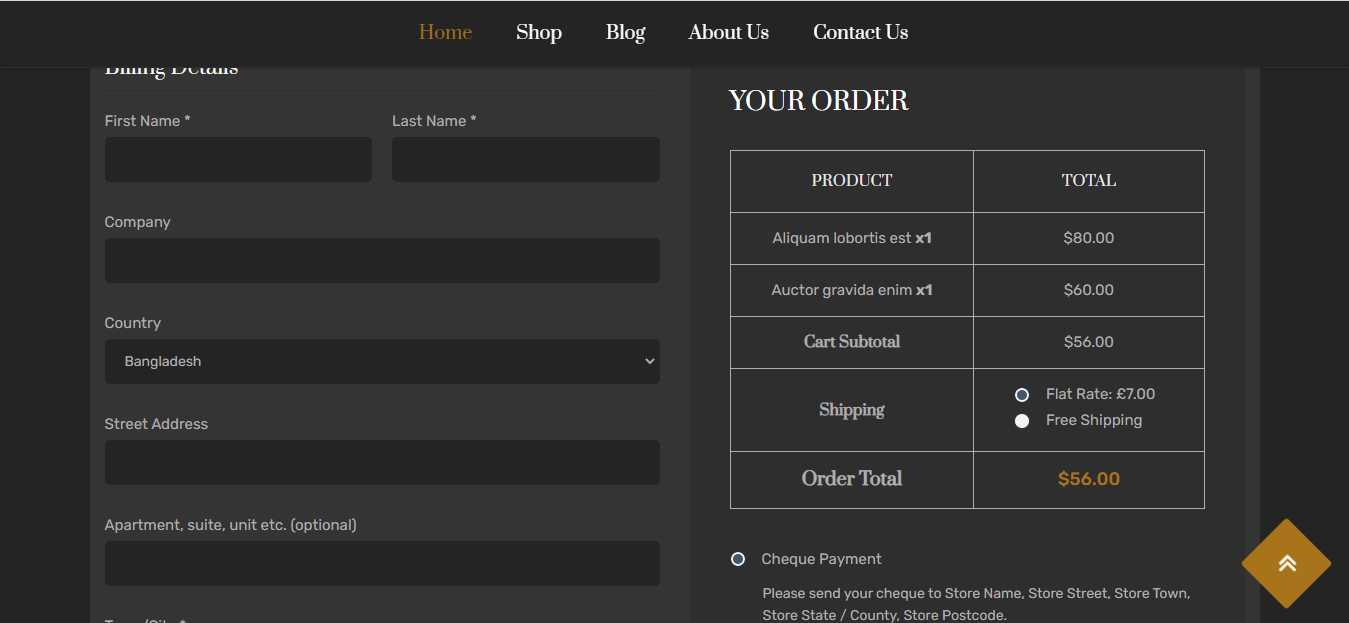 Home Shop Blog About Us Contact Us
Billing Details
First Name * Last Name *
Company
Country
Bangladesh
Street Address
Apartment, suite, unit etc. (optional)
YOUR ORDER
PRODUCT TOTAL
Aliquam lobortis est x1 $80.00
Auctor gravida enim x1 $60.00
Cart Subtotal $56.00
Shipping
Flat Rate: £7.00
Free Shipping
Order Total $56.00
Cheque Payment
Please send your cheque to Store Name, Store Street, Store Town,
Store State / County, Store Postcode.